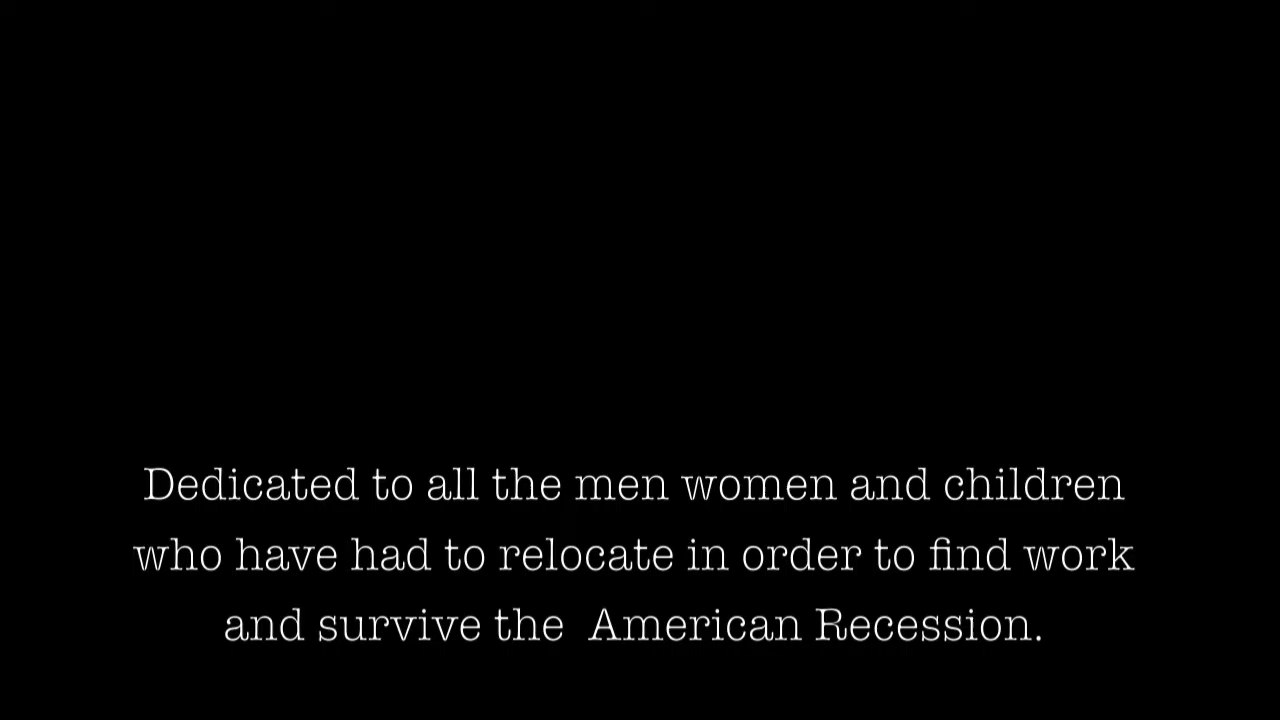 Dedicated to all the men women and children
who have had to relocate in order to find work
and survive the  American Recession.